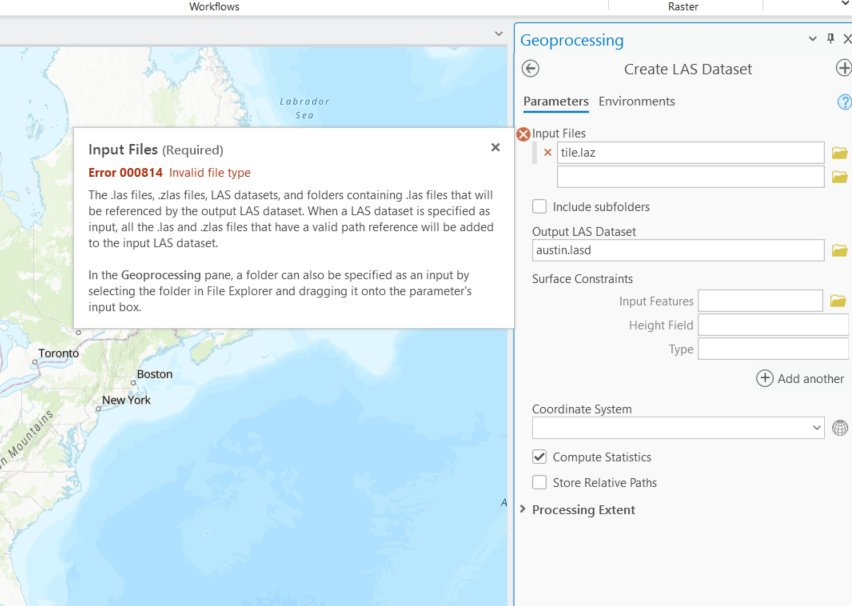 Workflows
Raster
Geoprocessing
Create LAS Dataset
Parameters Environments
Input Files
tile.laz
Include subfolders
Output LAS Dataset
austin.lasd
Surface Constraints
Input Features
Height Field
Type
Add another
Coordinate System
Compute Statistics
Store Relative Paths
Processing Extent
Input Files (Required)
Error 000814 Invalid file type
The .las files, .zlas files, LAS datasets, and folders containing .las files that will
be referenced by the output LAS dataset. When a LAS dataset is specified as
input, all the .las and .zlas files that have a valid path reference will be added
to the input LAS dataset.
In the Geoprocessing pane, a folder can also be specified as an input by
selecting the folder in File Explorer and dragging it onto the parameter's
input box.
Labrador
Sea
Toronto
Boston
New York
n Mountains
A